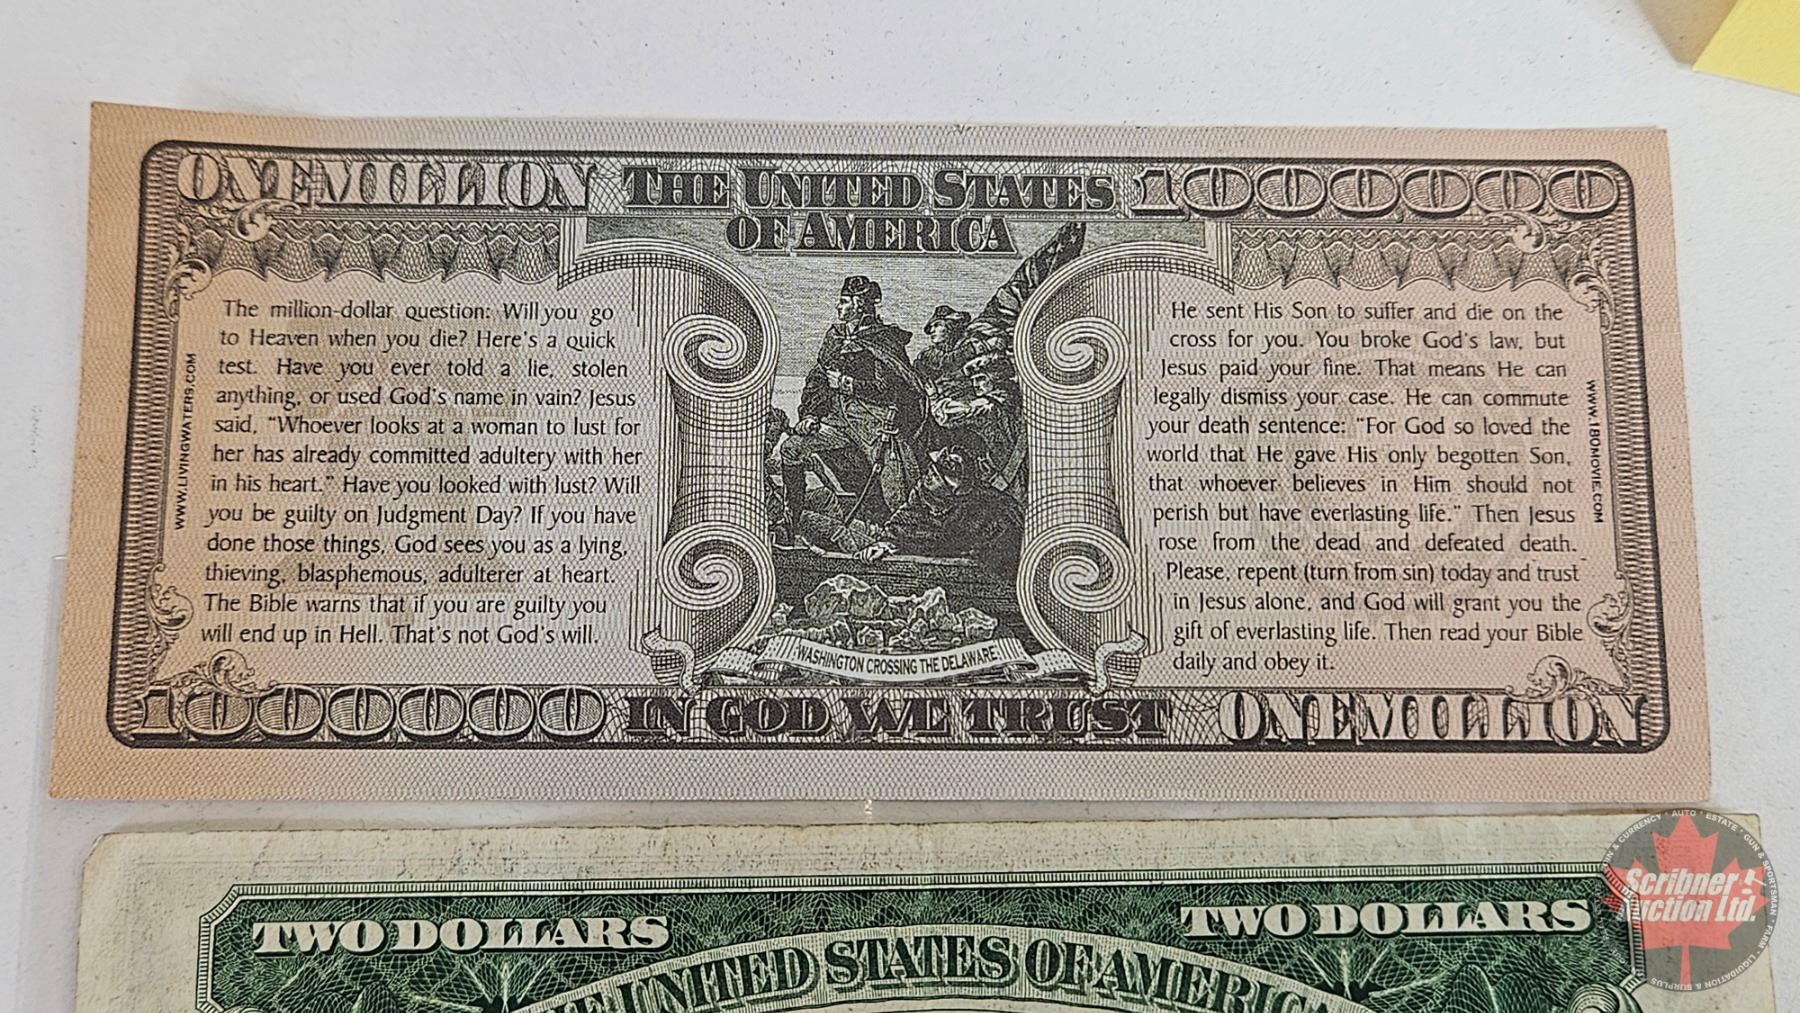 ONE MILLION THE UNITED STATES 1000000
OF AMERICA
The million-dollar question: Will you go
to Heaven when you die? Here's a quick
test. Have you ever told a lie, stolen
anything, or used God's name in vain? Jesus
said, "Whoever looks at a woman to lust for
her has already committed adultery with her
in his heart." Have you looked with lust? Will
you be guilty on Judgment Day? If you have
done those things, God sees you as a lying,
thieving, blasphemous, adulterer at heart.
The Bible warns that if you are guilty you
will end up in Hell. That's not God's will.
WWW.LIVINGWATERS.COM
He sent His Son to suffer and die on the
cross for you. You broke God's law, but
Jesus paid your fine. That means He can
legally dismiss your case. He can commute
your death sentence: "For God so loved the
world that He gave His only begotten Son,
that whoever believes in Him should not
perish but have everlasting life." Then Jesus
rose from the dead and defeated death.
Please, repent (turn from sin) today and trust
in Jesus alone, and God will grant you the
gift of everlasting life. Then read your Bible
daily and obey it.
WWW.180MOVIE.COM
WASHINGTON CROSSING THE DELAWARE
1000000 IN GOD WE TRUST ONE MILLION
TWO DOLLARS TWO DOLLARS
UNITED STATES OF AMERICA
Scribner
Auction Ltd.
& CURRENCY • AUTO • ESTATE • GUN & SPORTSMAN • FARM • LIQUIDATION & SURPLUS